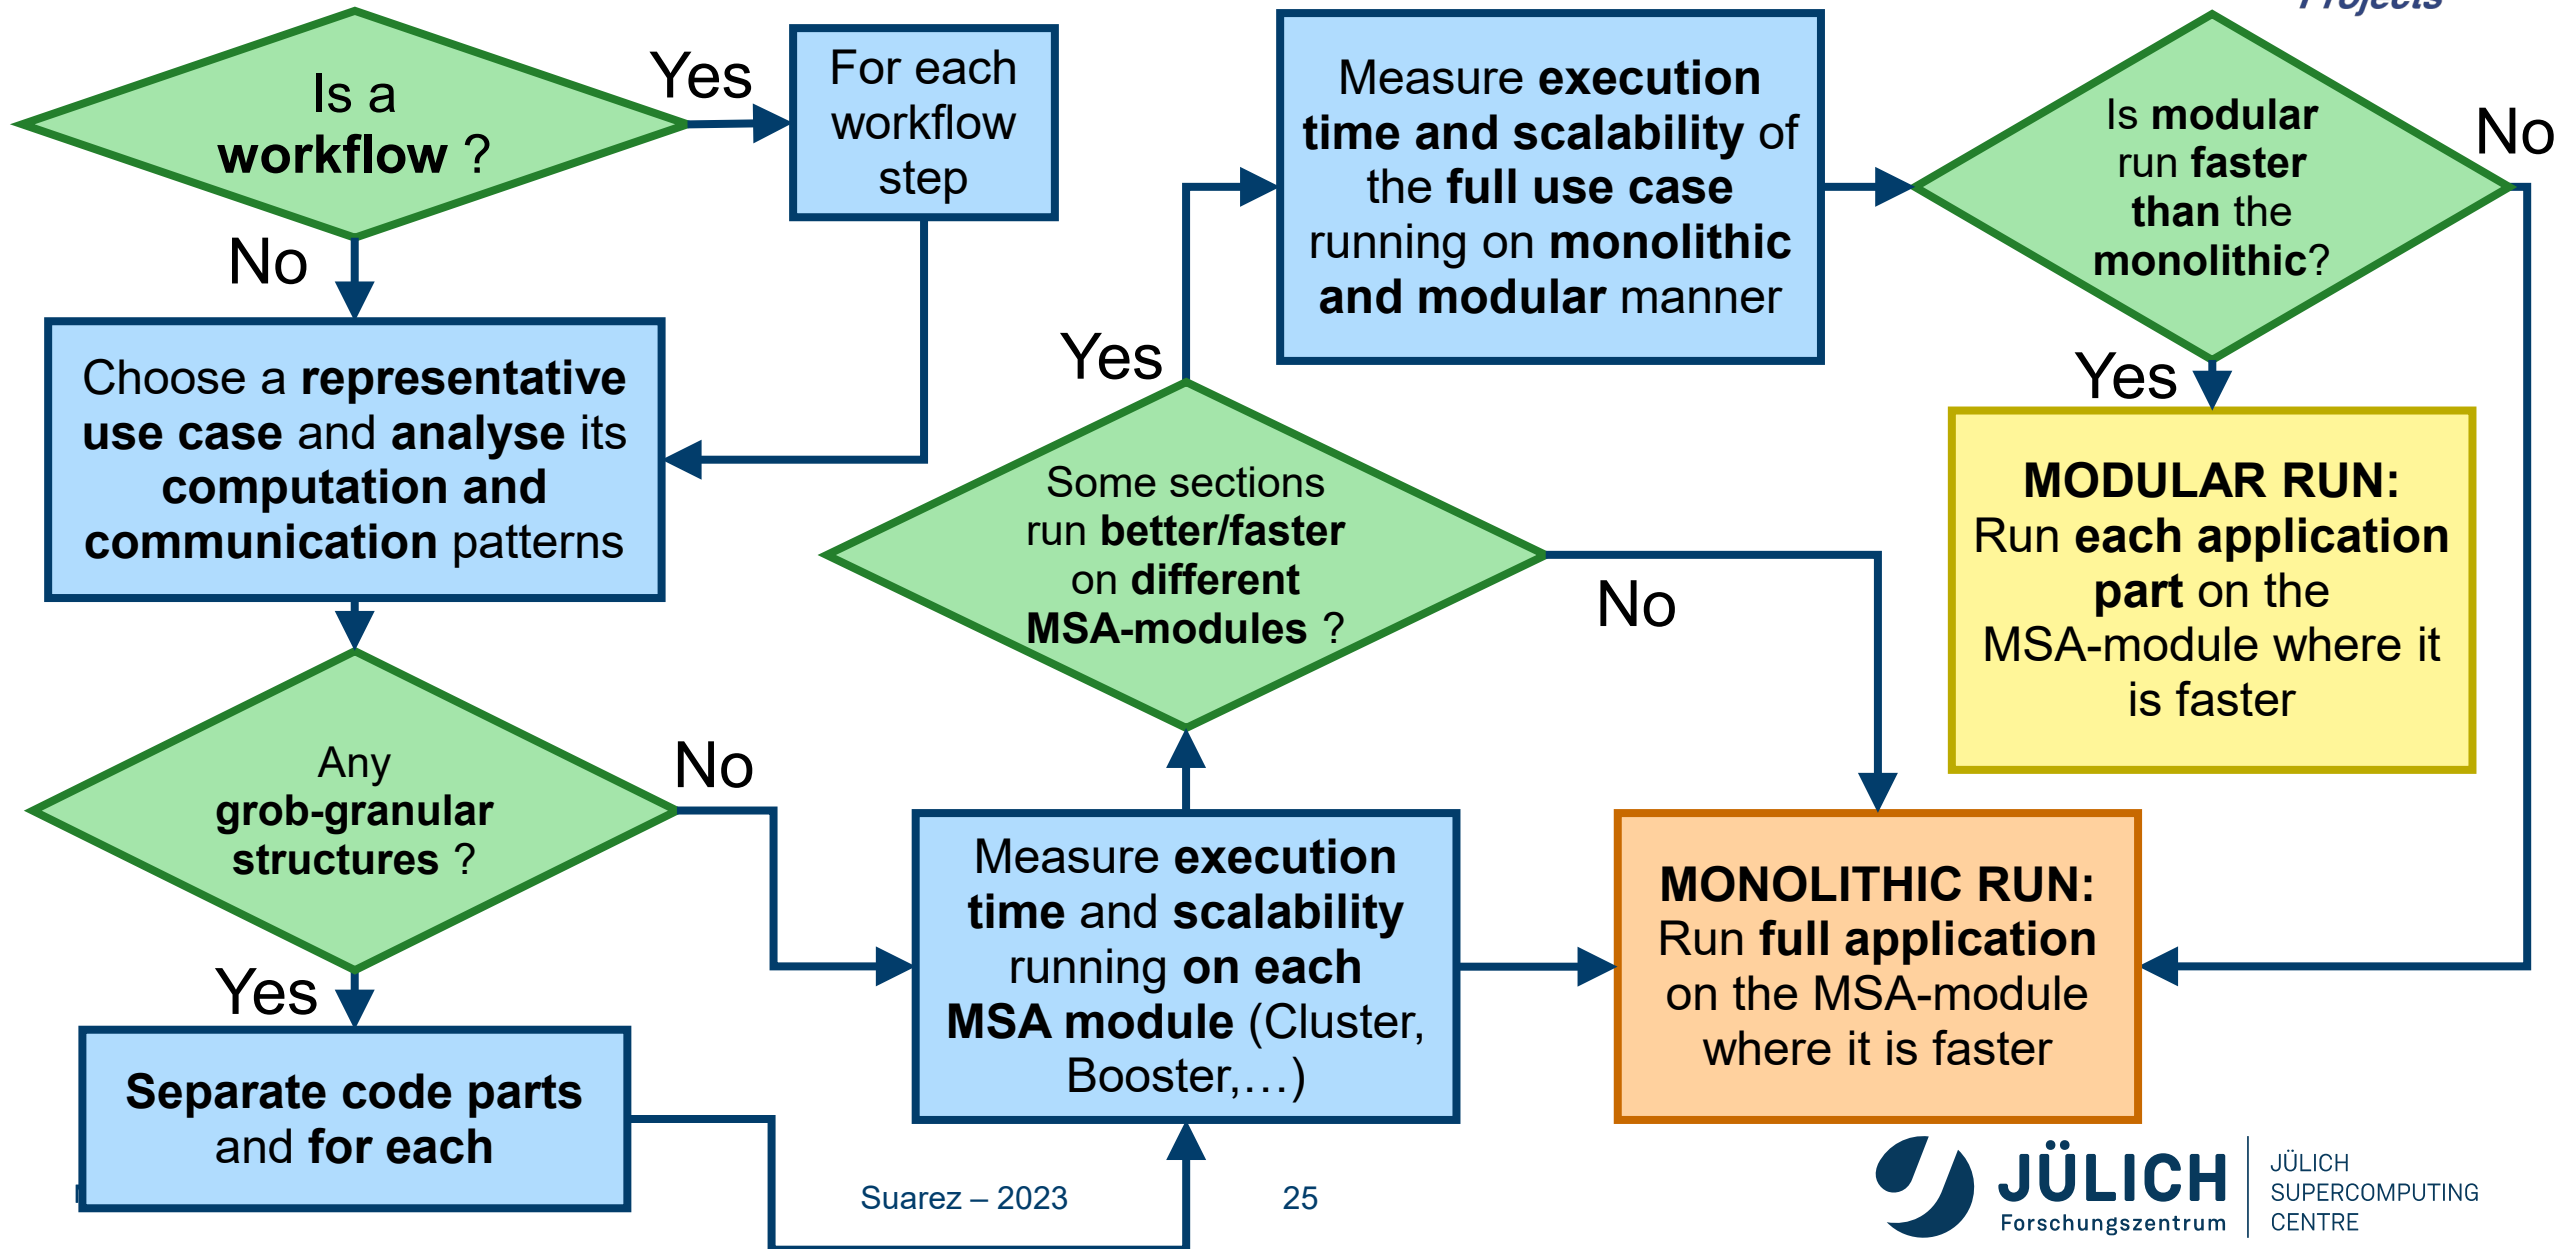 Projects
Is a
workflow ?
Yes
No
For each
workflow
step
Choose a representative
use case and analyse its
computation and
communication patterns
Any
grob-granular
structures ?
No
Yes
Separate code parts
and for each
Measure execution
time and scalability
running on each
MSA module (Cluster,
Booster,…)
Some sections
run better/faster
on different
MSA-modules ?
Yes
No
Measure execution
time and scalability of
the full use case
running on monolithic
and modular manner
Is modular
run faster
than the
monolithic?
No
Yes
MODULAR RUN:
Run each application
part on the
MSA-module where it
is faster
MONOLITHIC RUN:
Run full application
on the MSA-module
where it is faster
Suarez – 2023
25
JÜLICH
Forschungszentrum
JÜLICH
SUPERCOMPUTING
CENTRE